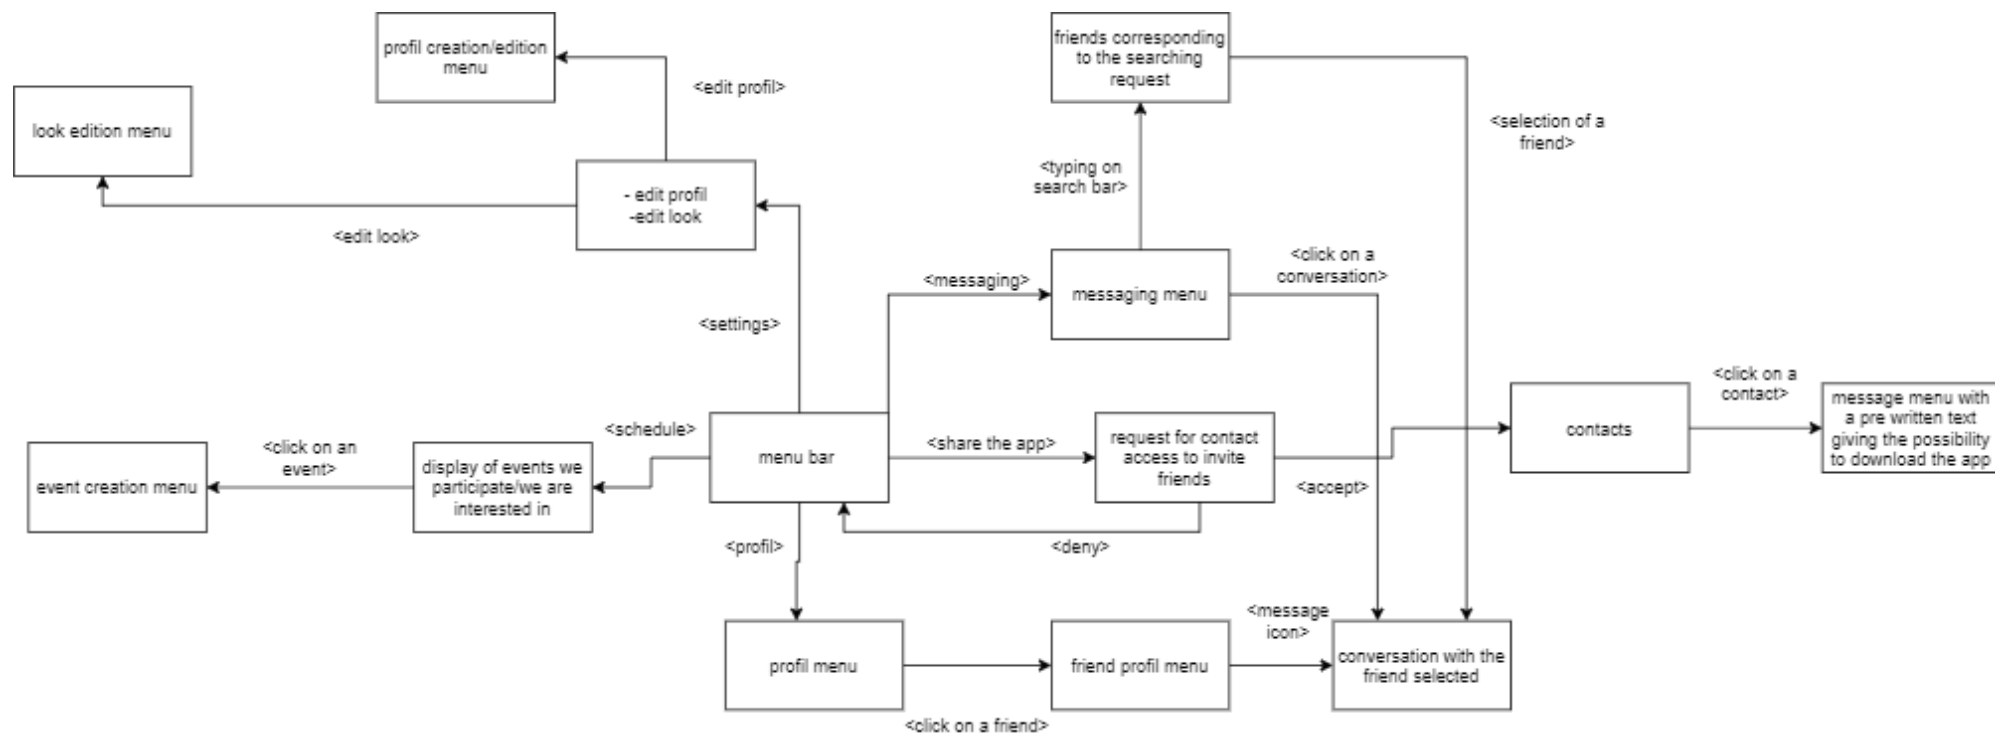 profil creation/edition
menu
friends corresponding
to the searching
request
<edit profil>
look edition menu
<selection of a
friend>
<typing on
search bar>
- edit profil
-edit look
<edit look>
<click on a
conversation>
<messaging>
messaging menu
<settings>
<click on a
contact>
message menu with
a pre written text
giving the possibility
to download the app
contacts
<schedule>
<click on an
event>
menu bar
<share the app>
request for contact
access to invite
friends
display of events we
participate/we are
interested in
event creation menu
<accept>
<profil>
<deny>
<message
icon>
profil menu
friend profil menu
conversation with the
friend selected
<click on a friend>